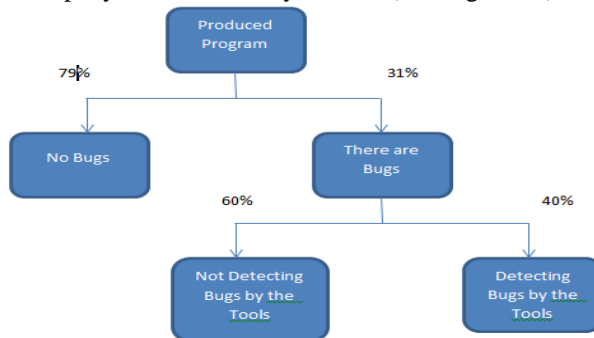 Produced
Program
79%
31%
No Bugs
There are
Bugs
60%
40%
Not Detecting
Bugs by the
Tools
Detecting
Bugs by the
Tools